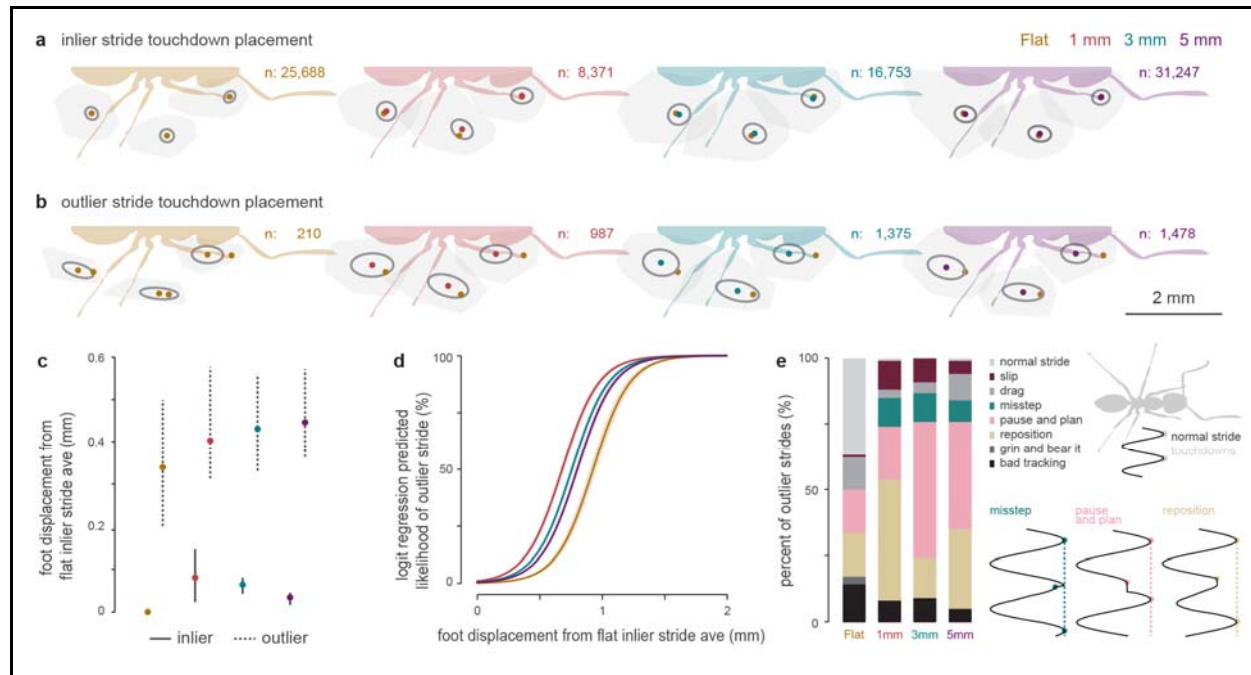 a inlier stride touchdown placement
Flat 1 mm 3 mm 5 mm
n: 25,688
n: 8,371
n: 16,753
n: 31,247
b outlier stride touchdown placement
n: 210
n: 987
n: 1,375
n: 1,478
2 mm
c
foot displacement from
flat inlier stride ave (mm)
0.6
0.4
0.2
0
inlier outlier
d
logit regression predicted
likelihood of outlier stride (%)
100
50
0
0 1 2
foot displacement from flat inlier stride ave (mm)
e
percent of outlier strides (%)
100
50
0
Flat 1mm 3mm 5mm
normal stride
slip
drag
misstep
pause and plan
reposition
grin and bear it
bad tracking
normal stride
touchdowns
misstep
pause
and plan
reposition